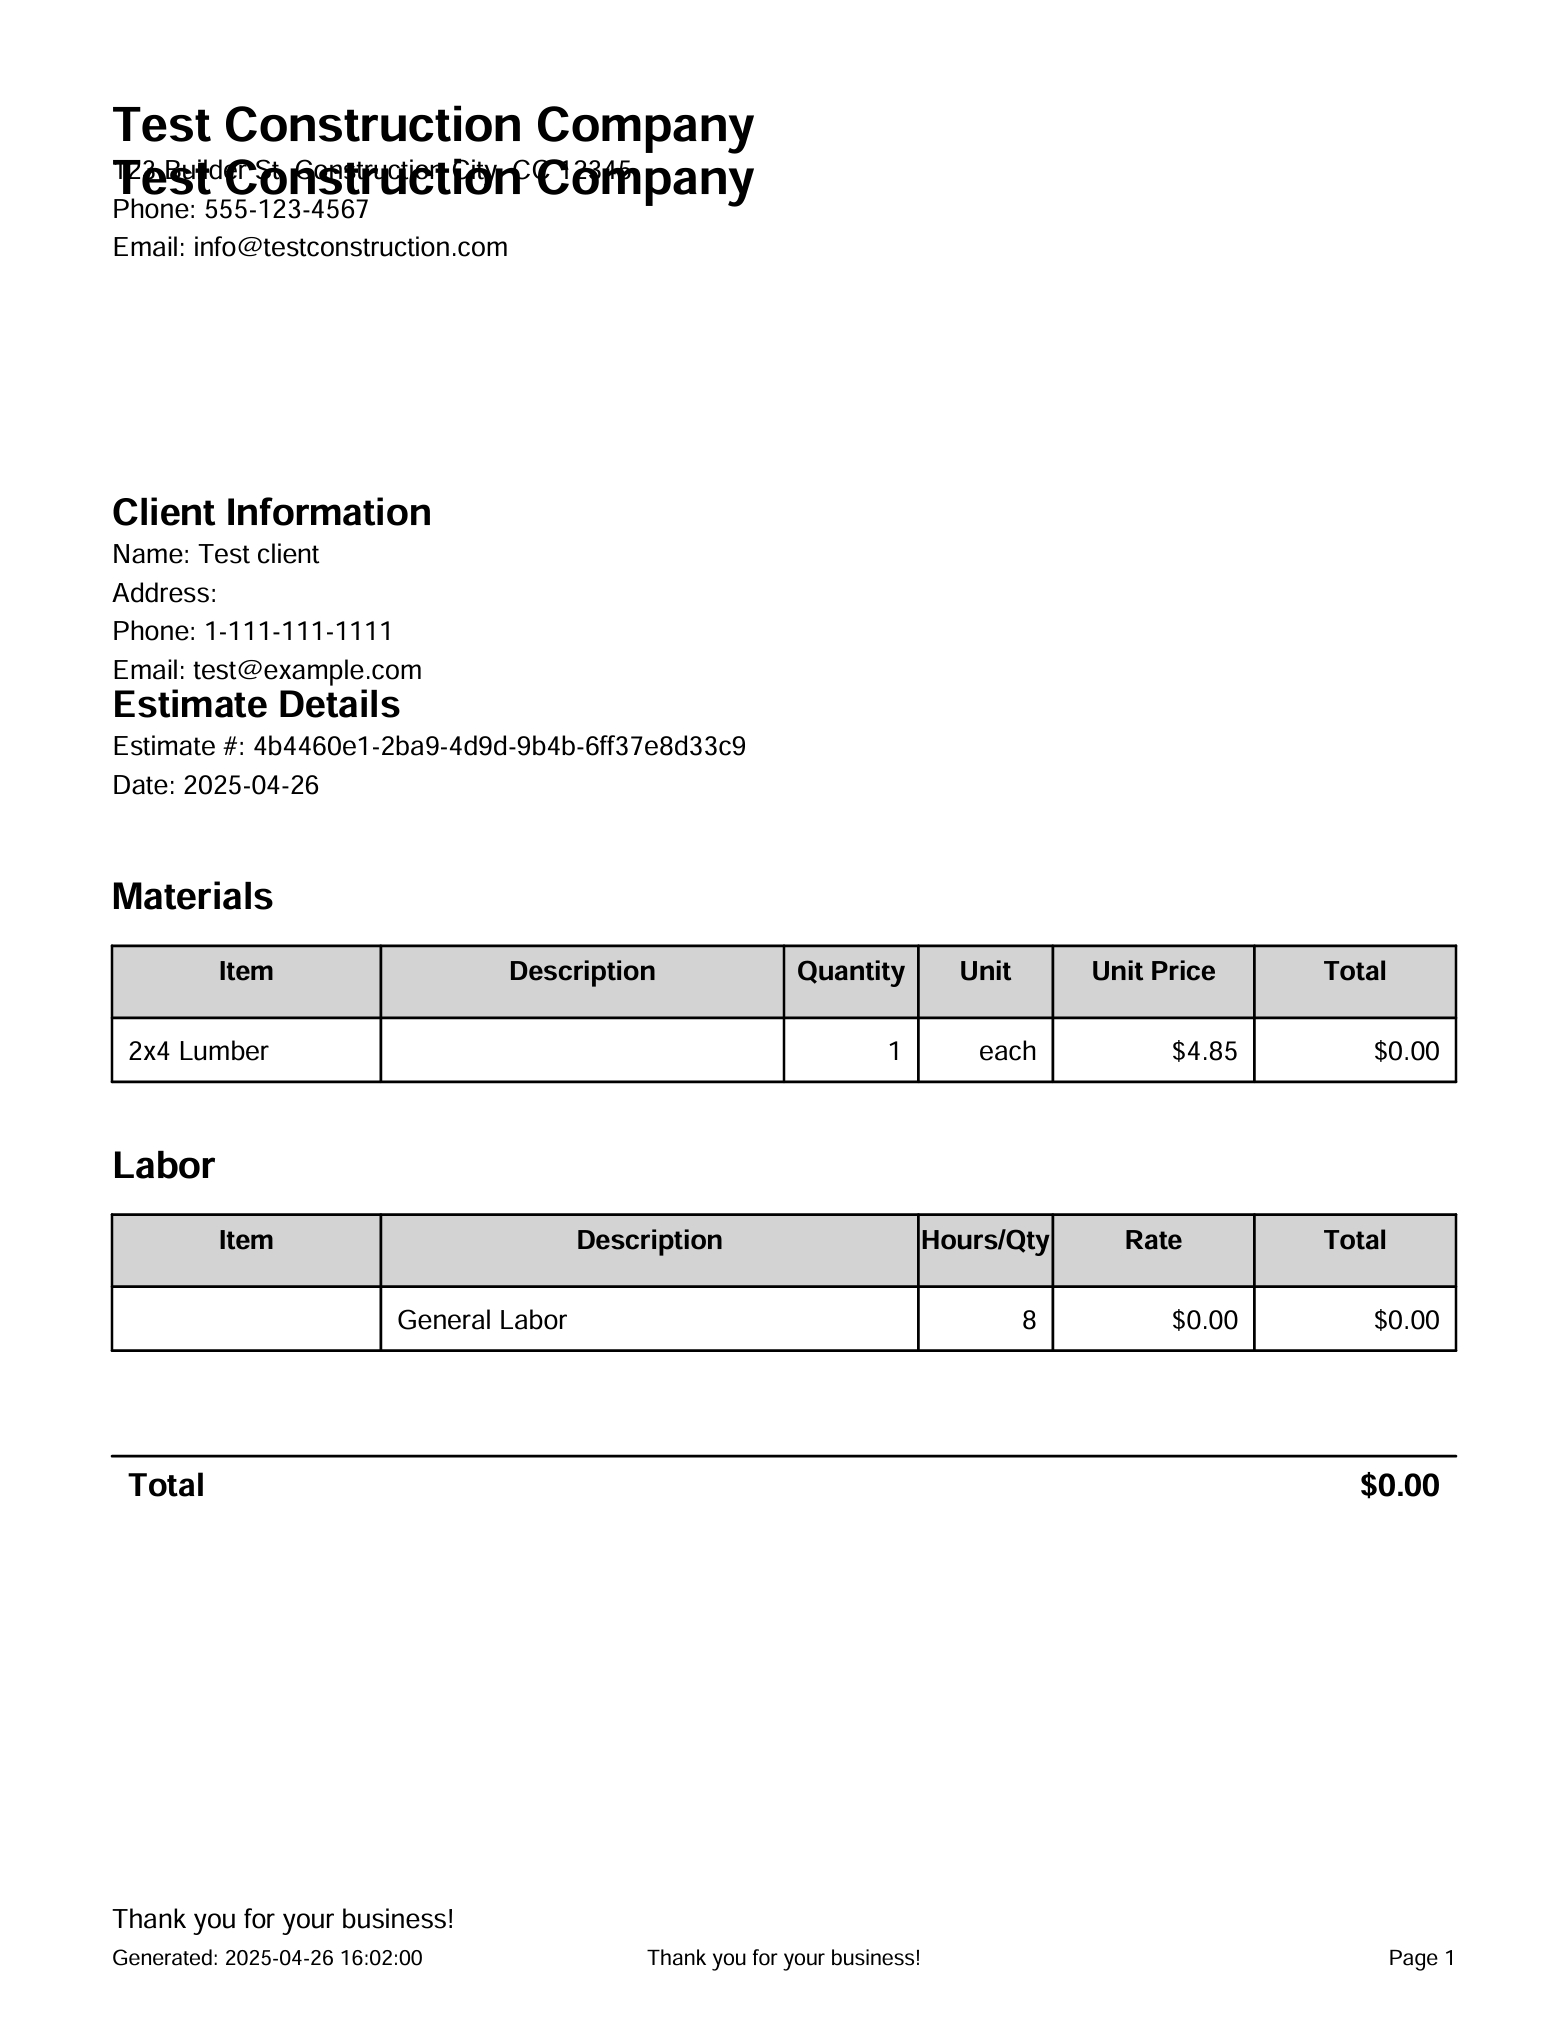 Test Construction Company
123 Builder St, Construction City, CC 12345
Test Construction Company
Phone: 555-123-4567
Email: info@testconstruction.com
Client Information
Name: Test client
Address:
Phone: 1-111-111-1111
Email: test@example.com
Estimate Details
Estimate #: 4b4460e1-2ba9-4d9d-9b4b-6ff37e8d33c9
Date: 2025-04-26
Materials
Item Description Quantity Unit Unit Price Total
2x4 Lumber 1 each $4.85 $0.00
Labor
Item Description Hours/Qty Rate Total
General Labor 8 $0.00 $0.00
Total $0.00
Thank you for your business!
Generated: 2025-04-26 16:02:00 Thank you for your business! Page 1